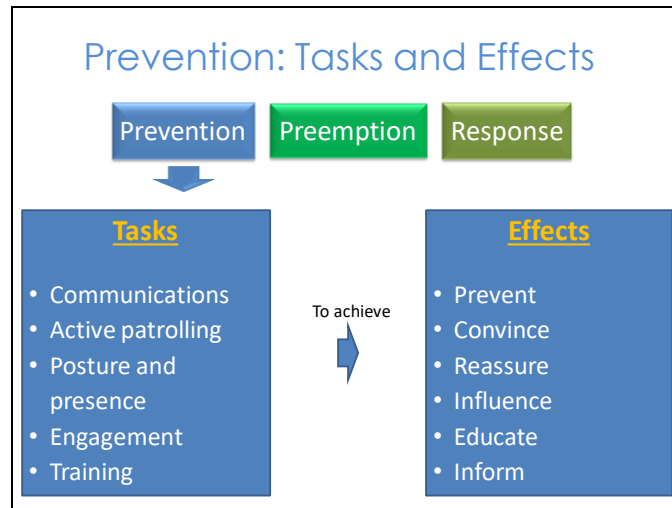 Prevention: Tasks and Effects
Prevention
Preemption
Response
Tasks
• Communications
• Active patrolling
• Posture and
presence
• Engagement
• Training
To achieve
Effects
• Prevent
• Convince
• Reassure
• Influence
• Educate
• Inform